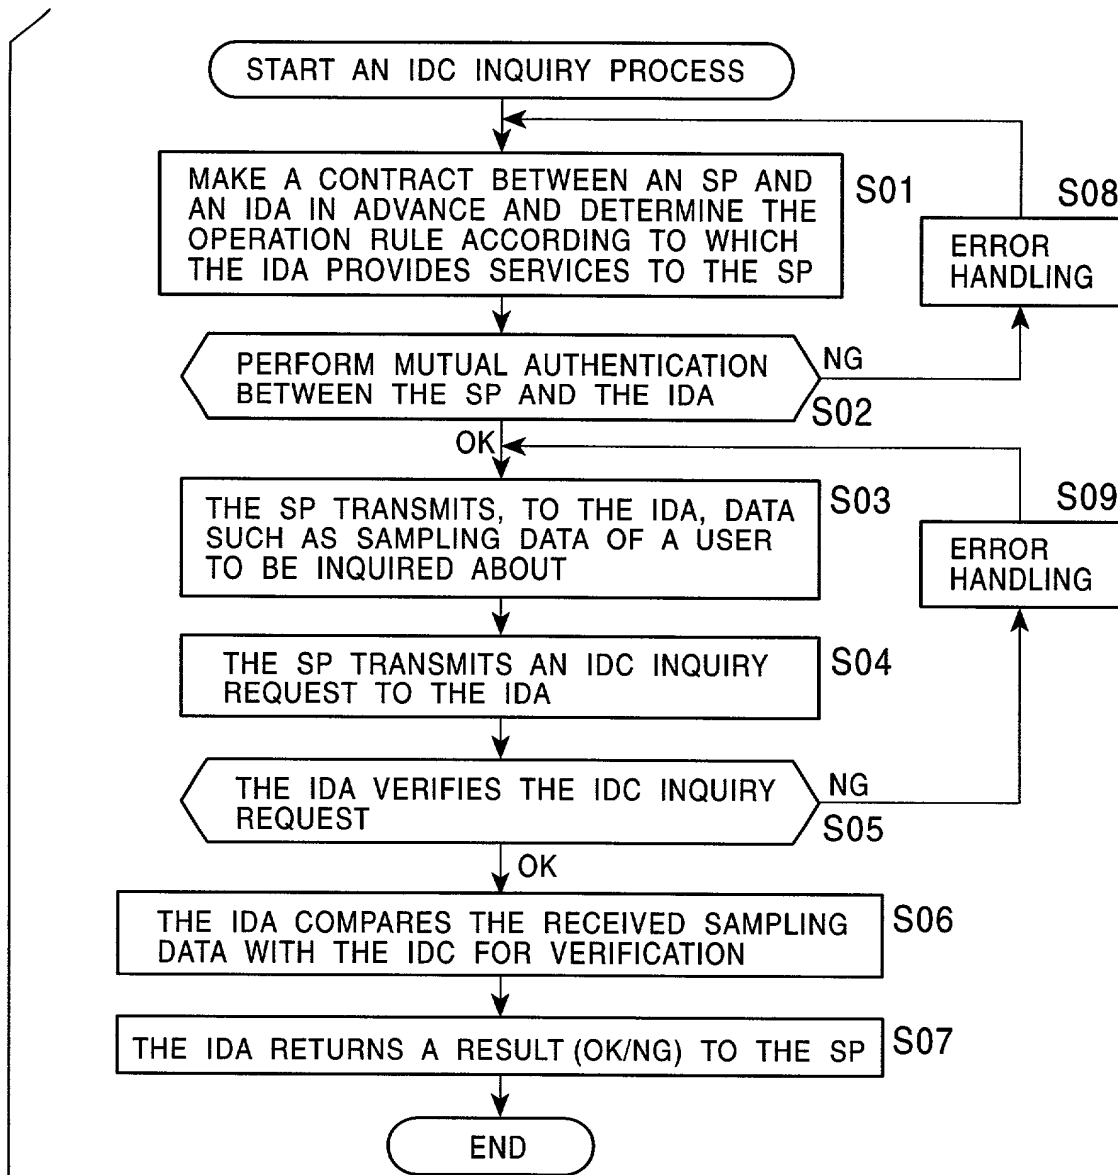 START AN IDC INQUIRY PROCESS
MAKE A CONTRACT BETWEEN AN SP AND
AN IDA IN ADVANCE AND DETERMINE THE
OPERATION RULE ACCORDING TO WHICH
THE IDA PROVIDES SERVICES TO THE SP
S01
S08
ERROR
HANDLING
PERFORM MUTUAL AUTHENTICATION
BETWEEN THE SP AND THE IDA
NG
S02
OK
THE SP TRANSMITS, TO THE IDA, DATA
SUCH AS SAMPLING DATA OF A USER
TO BE INQUIRED ABOUT
S03
S09
ERROR
HANDLING
THE SP TRANSMITS AN IDC INQUIRY
REQUEST TO THE IDA
S04
THE IDA VERIFIES THE IDC INQUIRY
REQUEST
NG
S05
OK
THE IDA COMPARES THE RECEIVED SAMPLING
DATA WITH THE IDC FOR VERIFICATION
S06
THE IDA RETURNS A RESULT (OK/NG) TO THE SP
S07
END